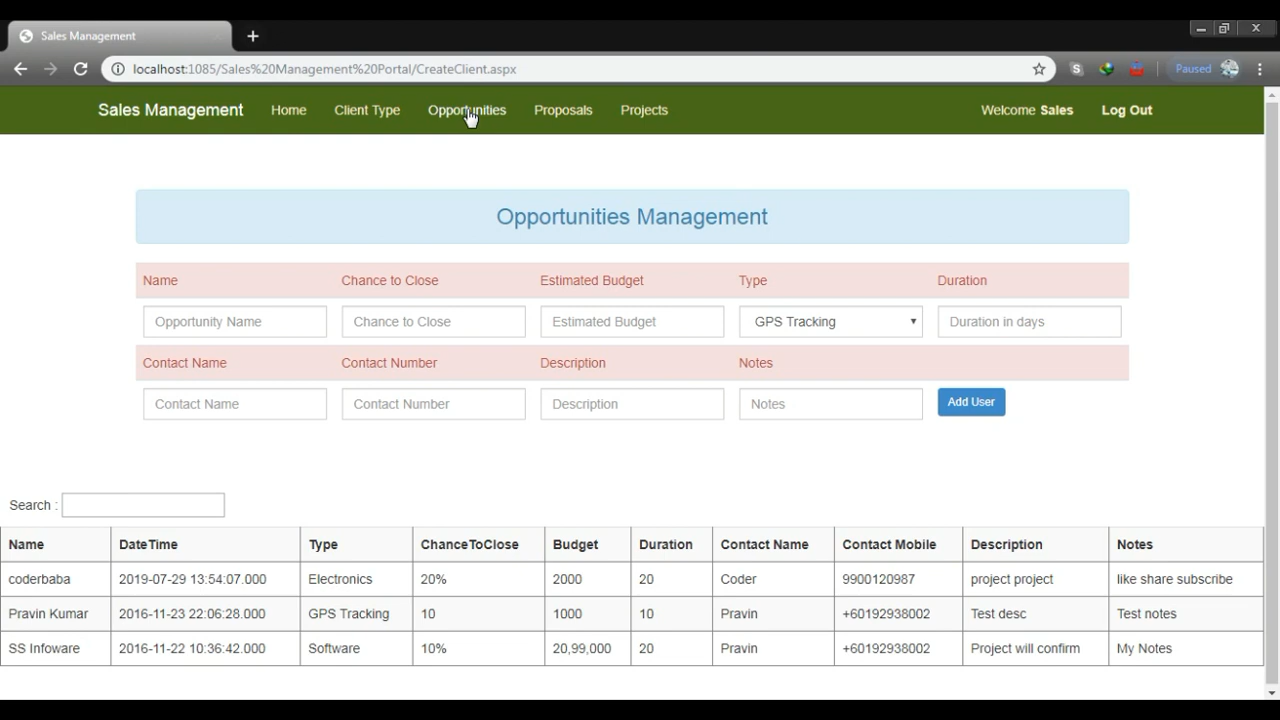 Sales Management
localhost:1085/Sales%20Management%20Portal/CreateClient.aspx
Paused
Sales Management Home Client Type Opportunities Proposals Projects Welcome Sales Log Out
Opportunities Management
Name Chance to Close Estimated Budget Type Duration
Opportunity Name Chance to Close Estimated Budget GPS Tracking Duration in days
Contact Name Contact Number Description Notes
Contact Name Contact Number Description Notes Add User
Search :
Name DateTime Type ChanceToClose Budget Duration Contact Name Contact Mobile Description Notes
coderbaba 2019-07-29 13:54:07.000 Electronics 20% 2000 20 Coder 9900120987 project project like share subscribe
Pravin Kumar 2016-11-23 22:06:28.000 GPS Tracking 10 1000 10 Pravin +60192938002 Test desc Test notes
SS Infoware 2016-11-22 10:36:42.000 Software 10% 20,99,000 20 Pravin +60192938002 Project will confirm My Notes